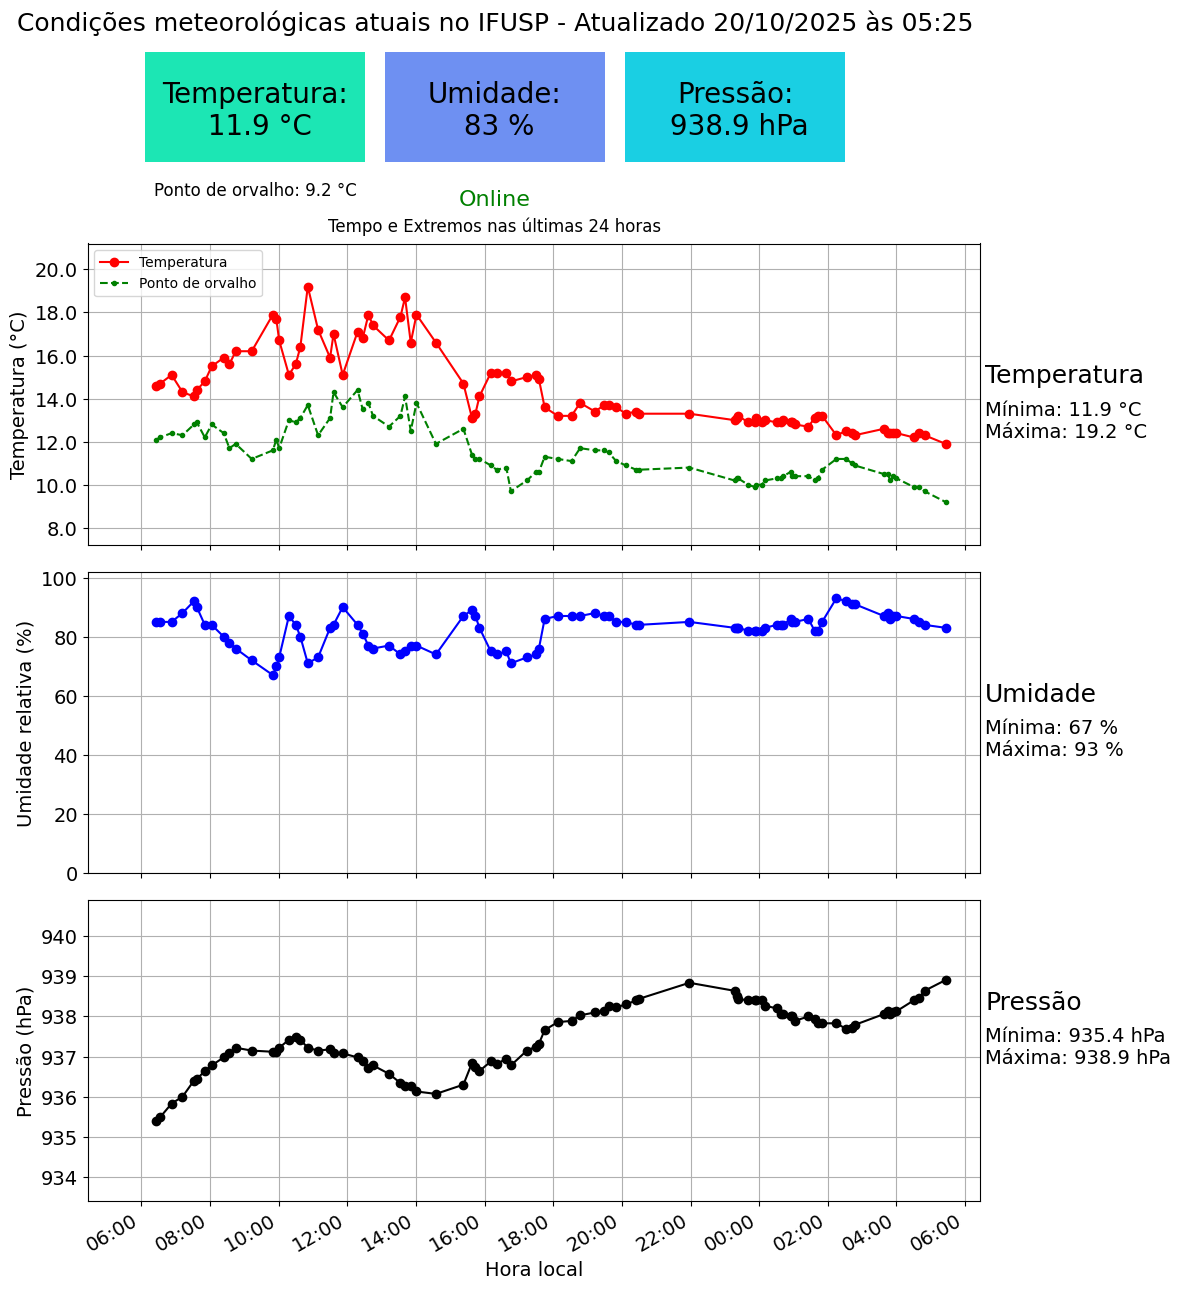 Condições meteorológicas atuais no IFUSP - Atualizado 20/10/2025 às 05:25
Temperatura:
11.9 °C
Umidade:
83 %
Pressão:
938.9 hPa
Ponto de orvalho: 9.2 °C
Online
Tempo e Extremos nas últimas 24 horas
Temperatura
Ponto de orvalho
Temperatura (°C)
20.0
18.0
16.0
14.0
12.0
10.0
8.0
Temperatura
Mínima: 11.9 °C
Máxima: 19.2 °C
Umidade relativa (%)
100
80
60
40
20
0
Umidade
Mínima: 67 %
Máxima: 93 %
Pressão (hPa)
940
939
938
937
936
935
934
Pressão
Mínima: 935.4 hPa
Máxima: 938.9 hPa
06:00 08:00 10:00 12:00 14:00 16:00 18:00 20:00 22:00 00:00 02:00 04:00 06:00
Hora local